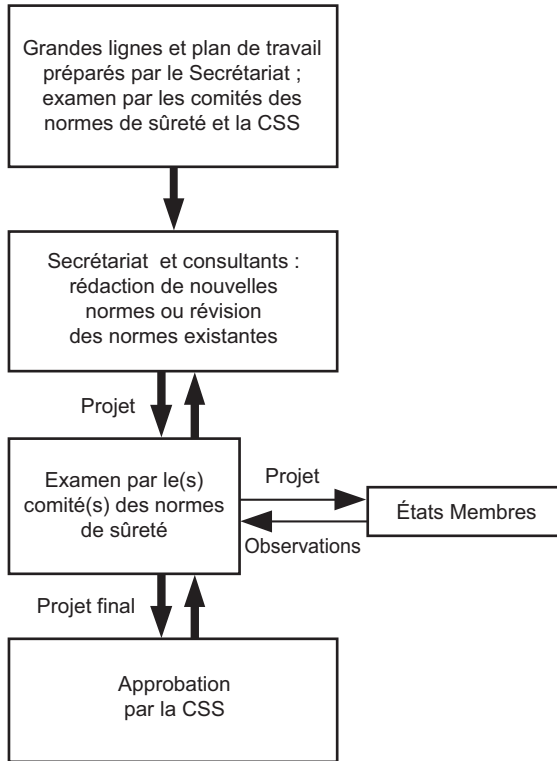 Grandes lignes et plan de travail
préparés par le Secrétariat ;
examen par les comités des
normes de sûreté et la CSS
Secrétariat et consultants :
rédaction de nouvelles
normes ou révision
des normes existantes
Projet
Examen par le(s)
comité(s) des normes
de sûreté
Projet
États Membres
Observations
Projet final
Approbation
par la CSS